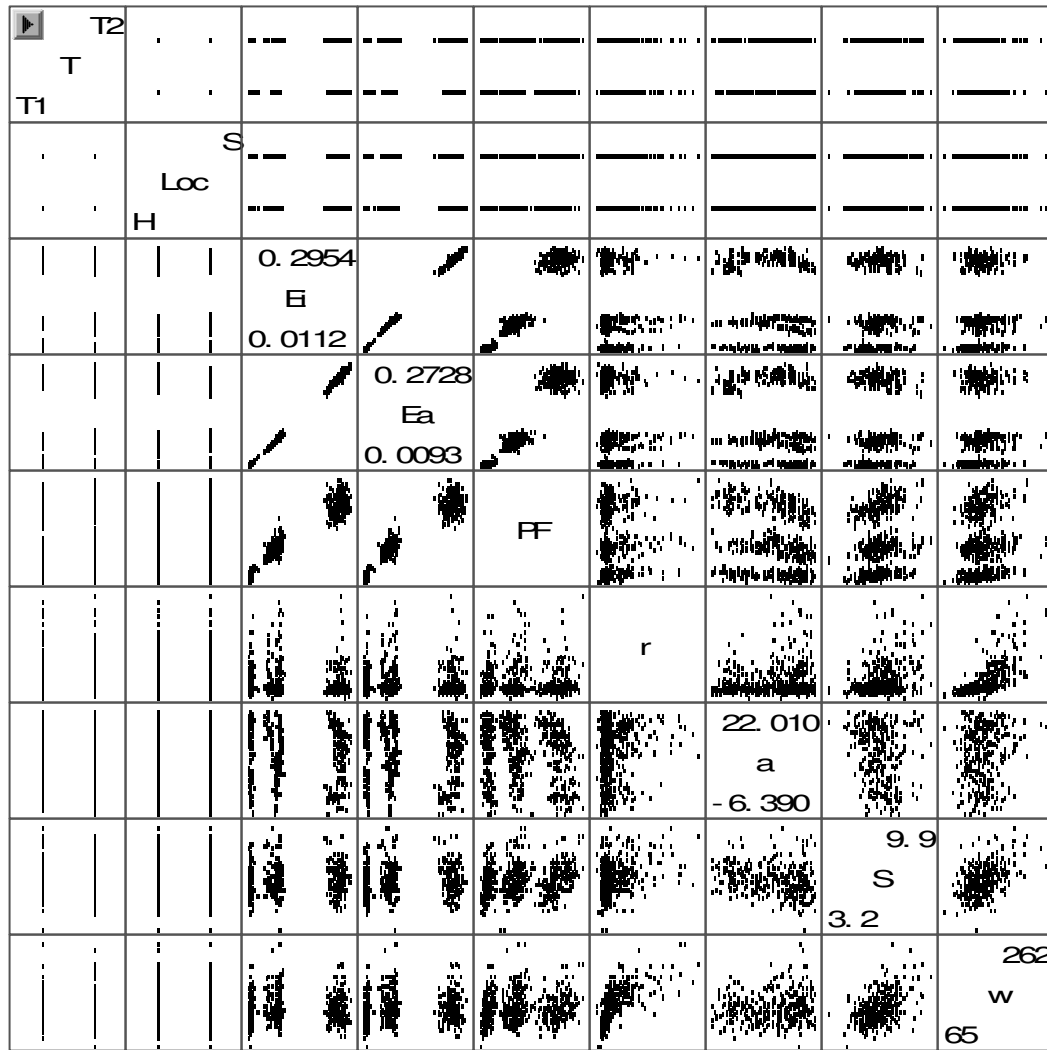 T2
T
T1
S
Loc
H
0. 2954
Ei
0. 0112
0. 2728
Ea
0. 0093
PF
r
22. 010
a
- 6. 390
9. 9
S
3. 2
262
w
65